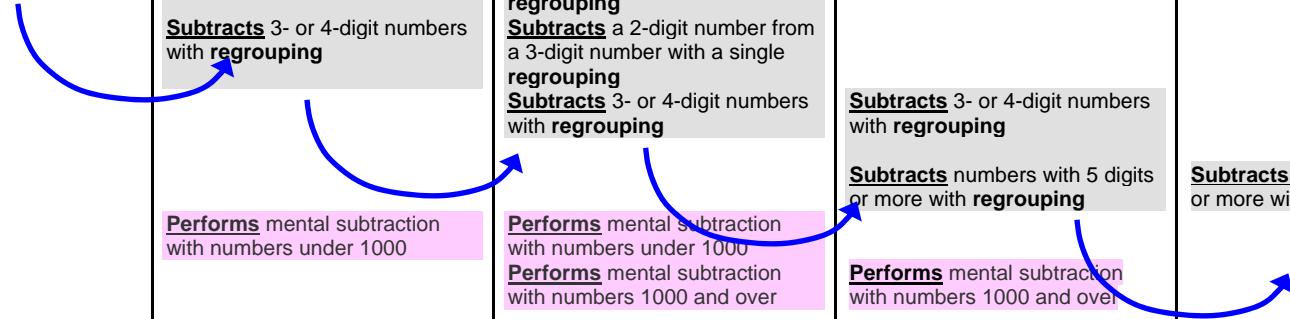 Subtracts 3- or 4-digit numbers
with regrouping
Performs mental subtraction
with numbers under 1000
regrouping
Subtracts a 2-digit number from
a 3-digit number with a single
regrouping
Subtracts 3- or 4-digit numbers
with regrouping
Performs mental subtraction
with numbers under 1000
Performs mental subtraction
with numbers 1000 and over
Subtracts 3- or 4-digit numbers
with regrouping
Subtracts numbers with 5 digits
or more with regrouping
Performs mental subtraction
with numbers 1000 and over
Subtracts
or more